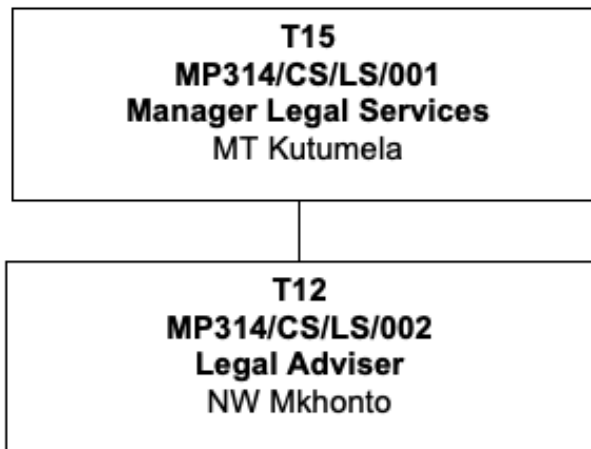 T15
MP314/CS/LS/001
Manager Legal Services
MT Kutumela
T12
MP314/CS/LS/002
Legal Adviser
NW Mkhonto